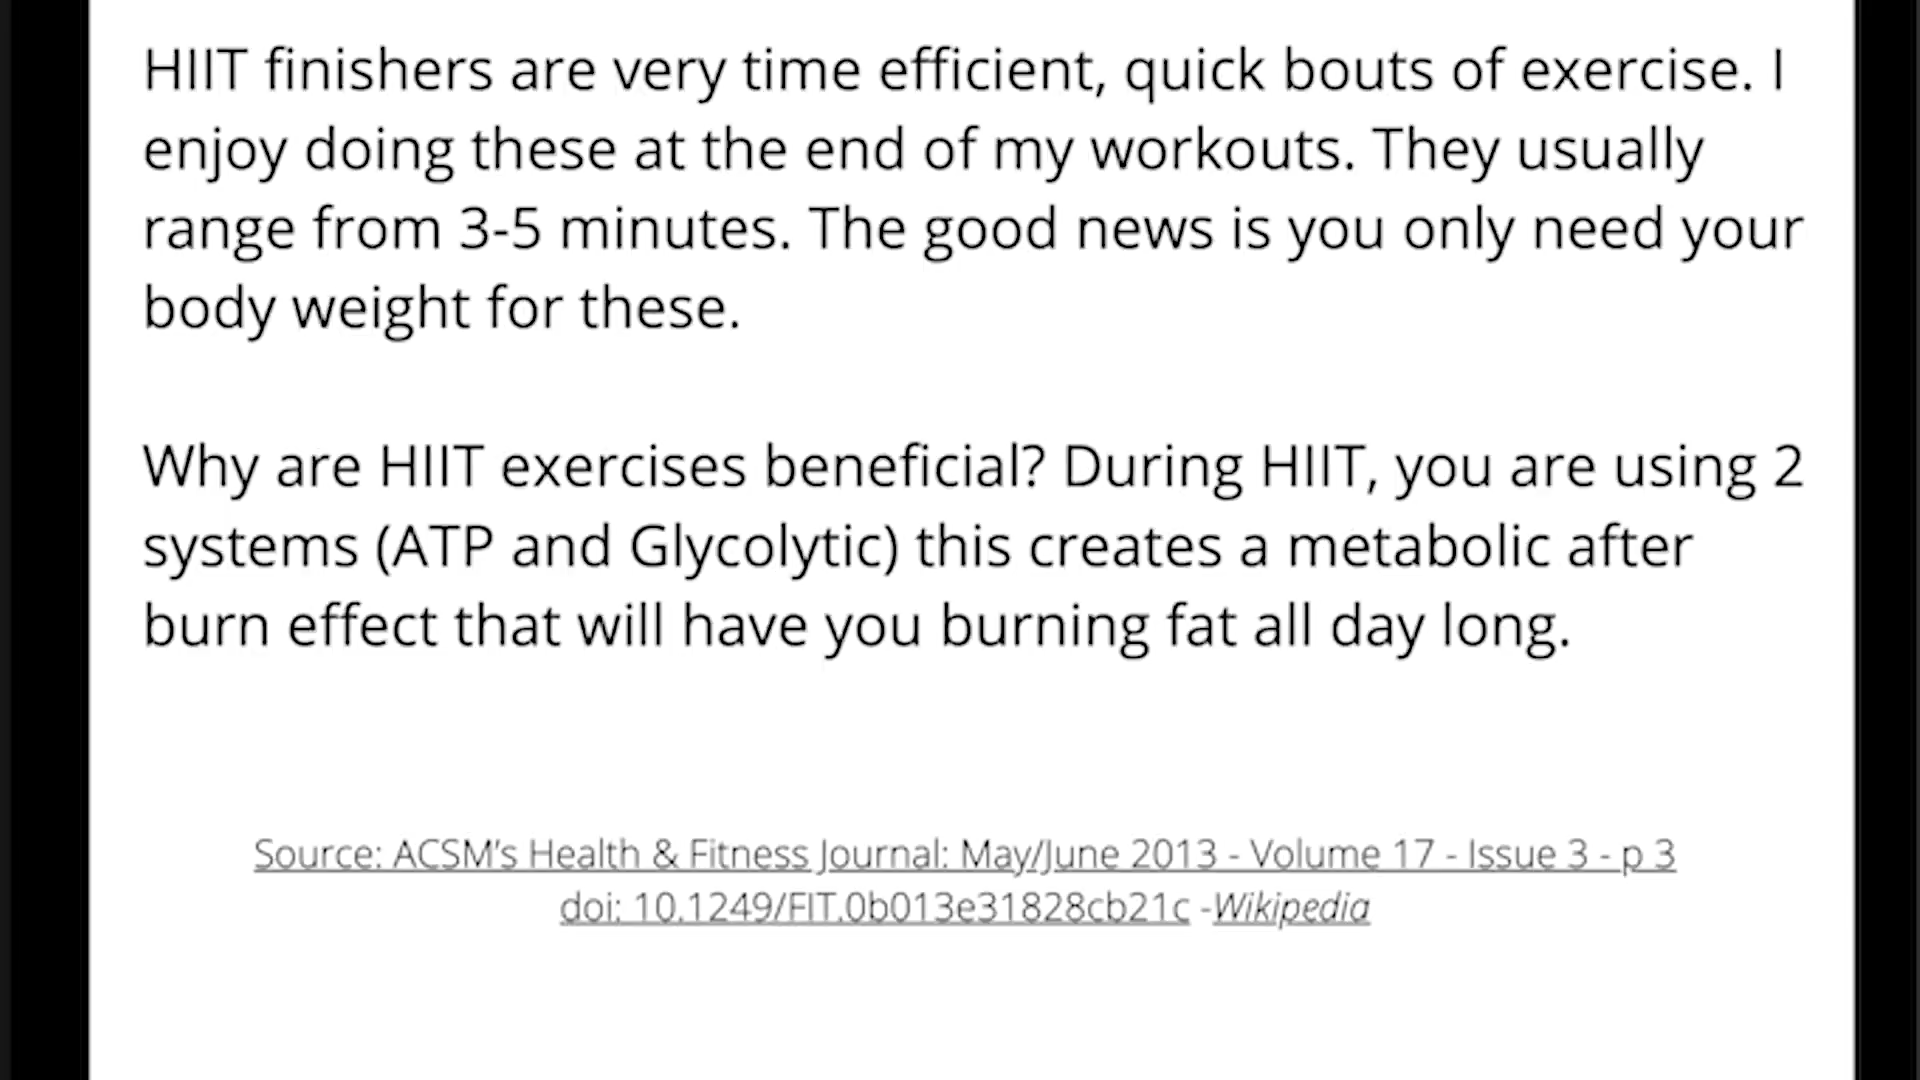 HIIT finishers are very time efficient, quick bouts of exercise. I
enjoy doing these at the end of my workouts. They usually
range from 3-5 minutes. The good news is you only need your
body weight for these.
Why are HIIT exercises beneficial? During HIIT, you are using 2
systems (ATP and Glycolytic) this creates a metabolic after
burn effect that will have you burning fat all day long.
Source: ACSM's Health & Fitness Journal: May/June 2013 - Volume 17 - Issue 3 - p 3
doi: 10.1249/FIT.0b013e31828cb21c -Wikipedia